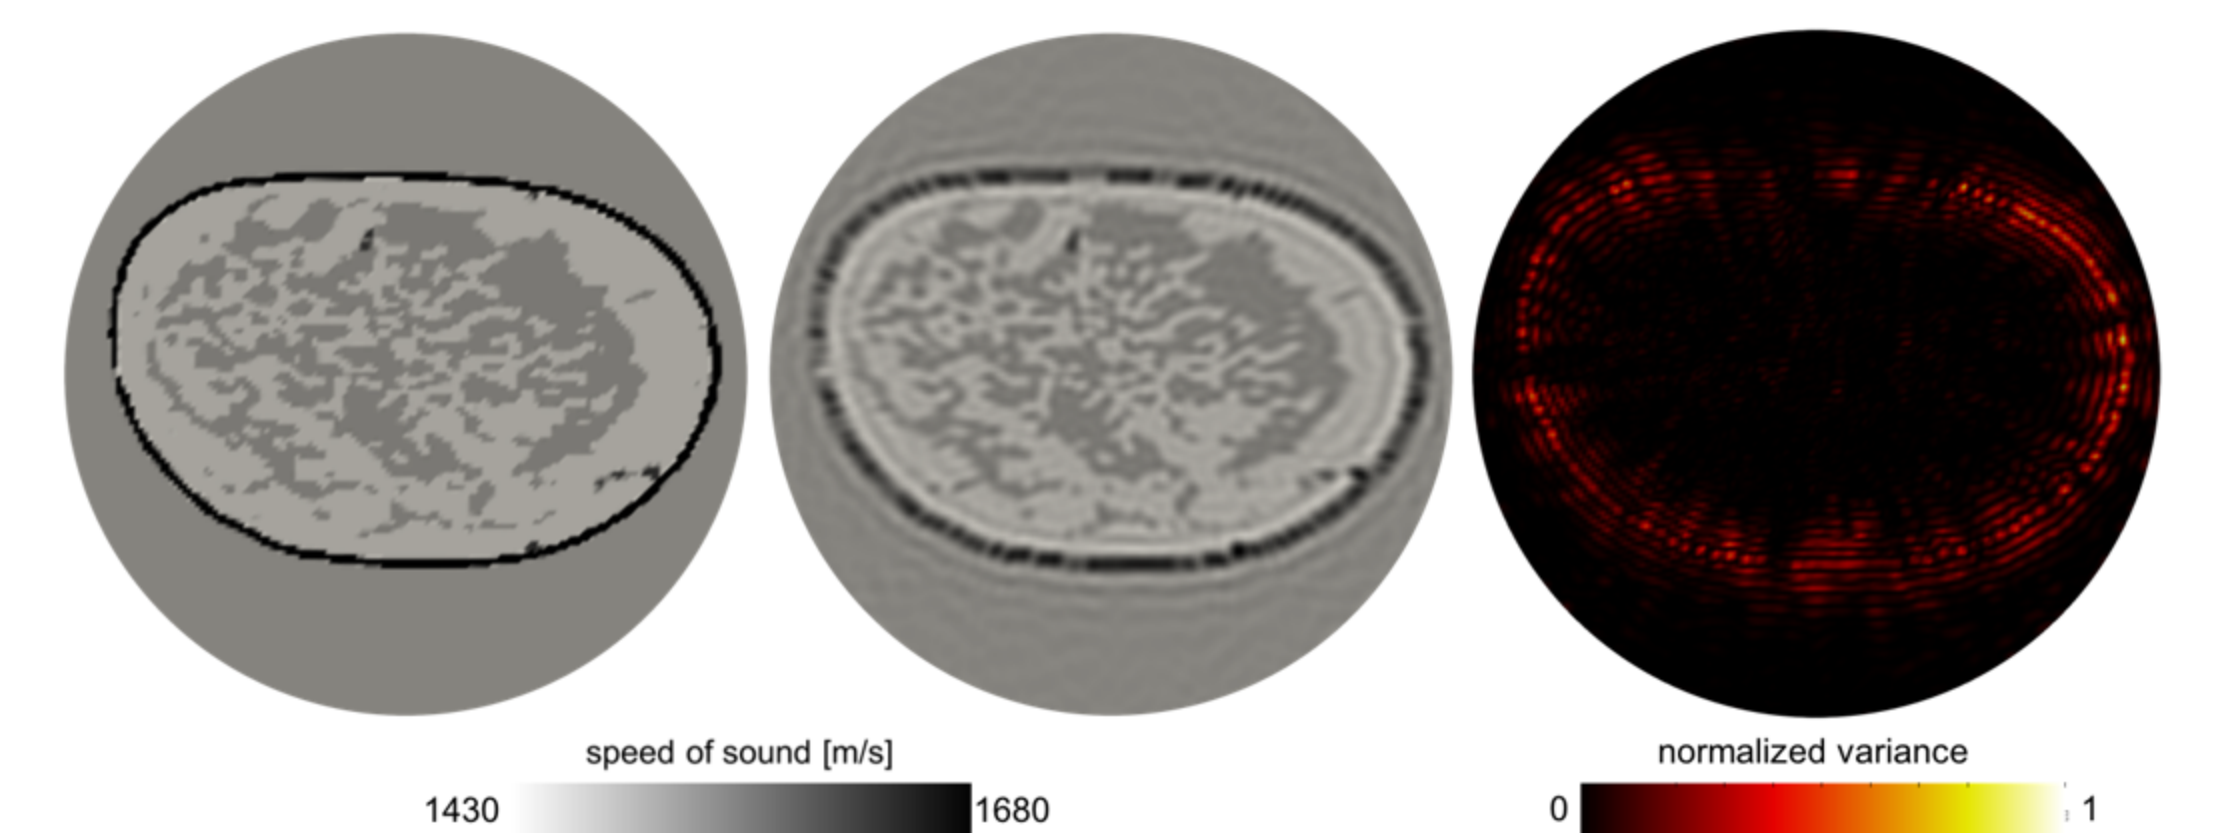 speed of sound [m/s]
1430 1680
normalized variance
0 1